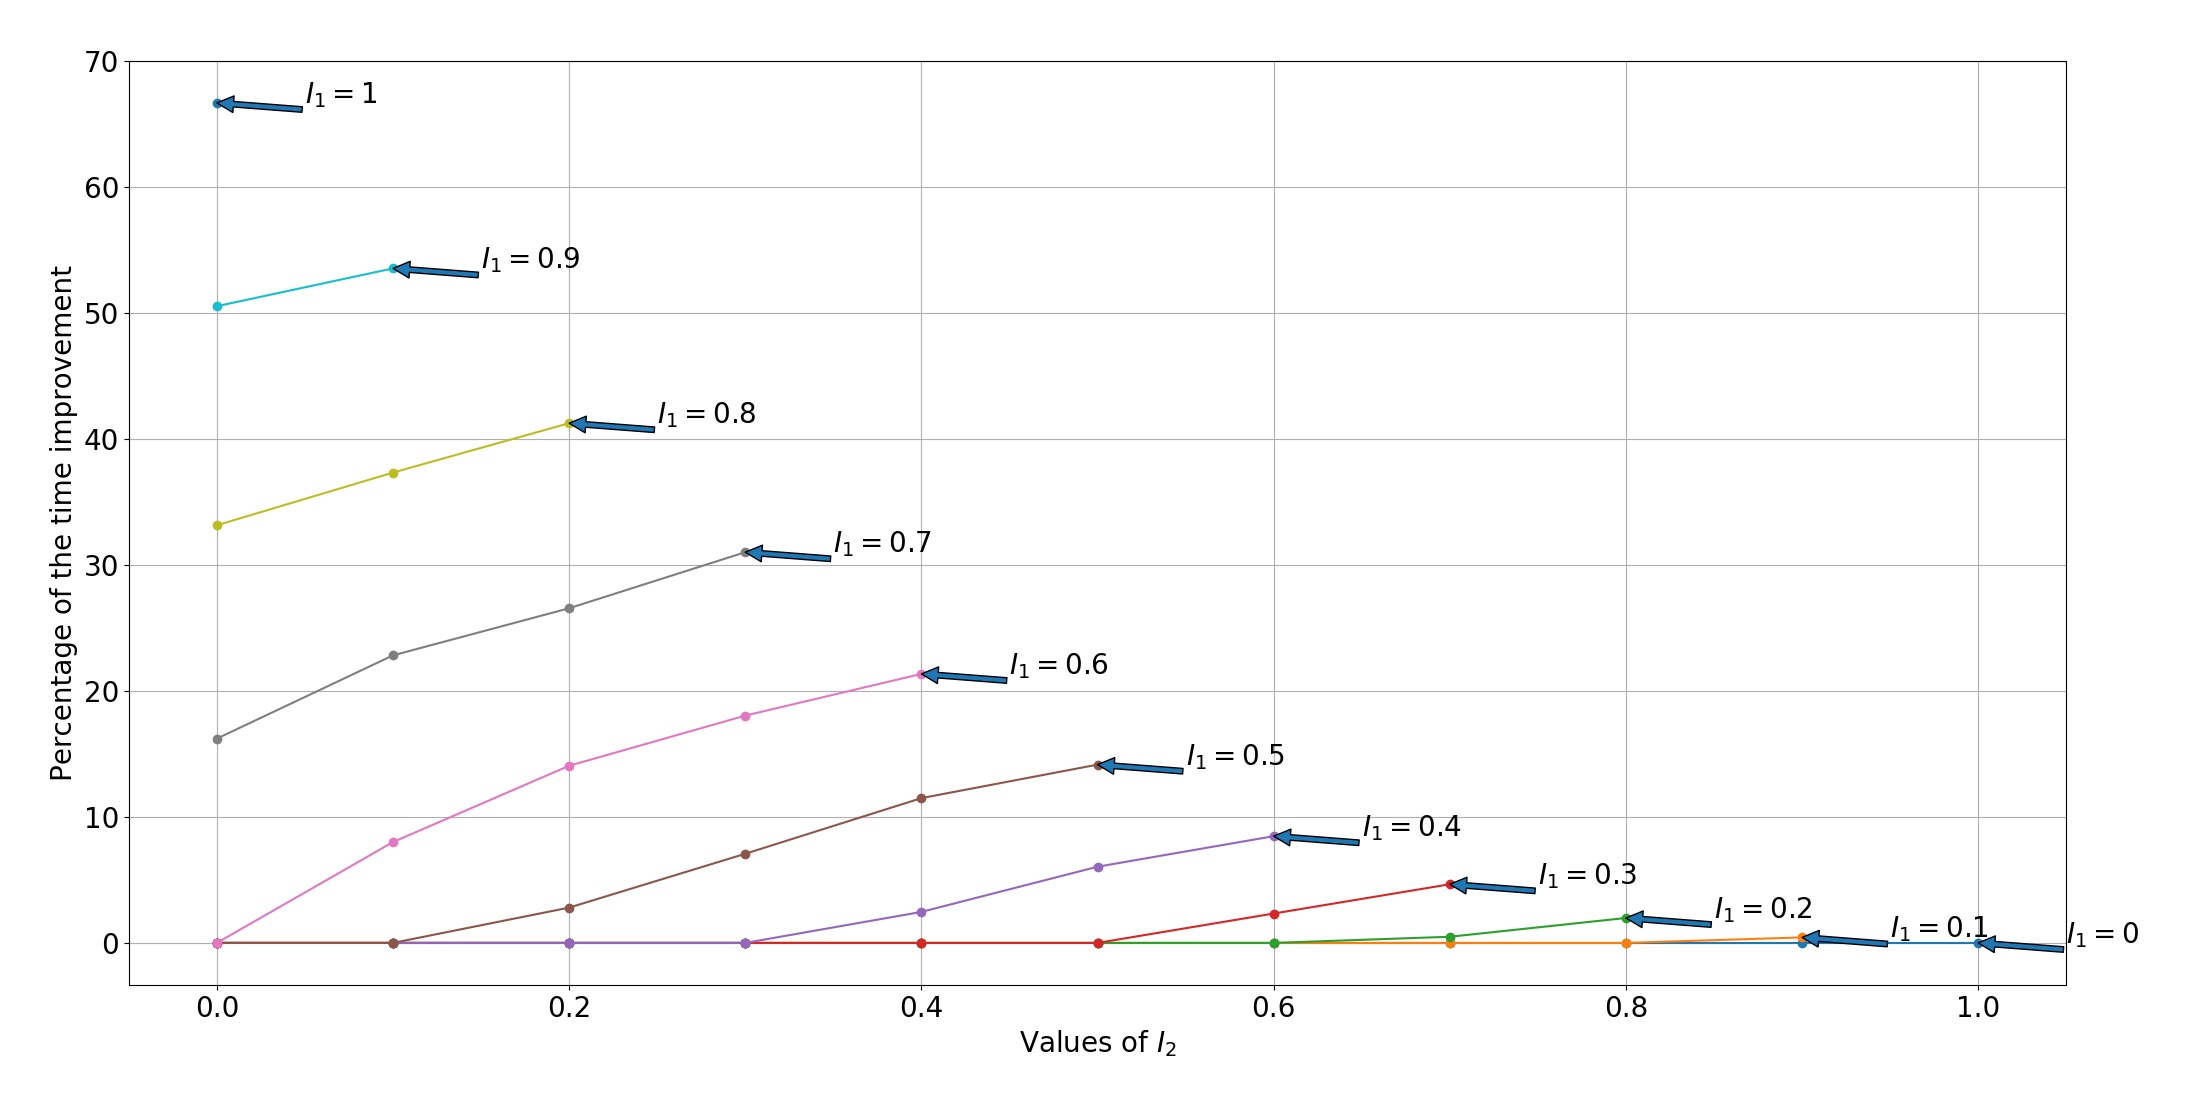 70
60
50
40
30
20
10
0
Percentage of the time improvement
I₁ = 1
I₁ = 0.9
I₁ = 0.8
I₁ = 0.7
I₁ = 0.6
I₁ = 0.5
I₁ = 0.4
I₁ = 0.3
I₁ = 0.2
I₁ = 0.1
I₁ = 0
0.0 0.2 0.4 0.6 0.8 1.0
Values of I₂